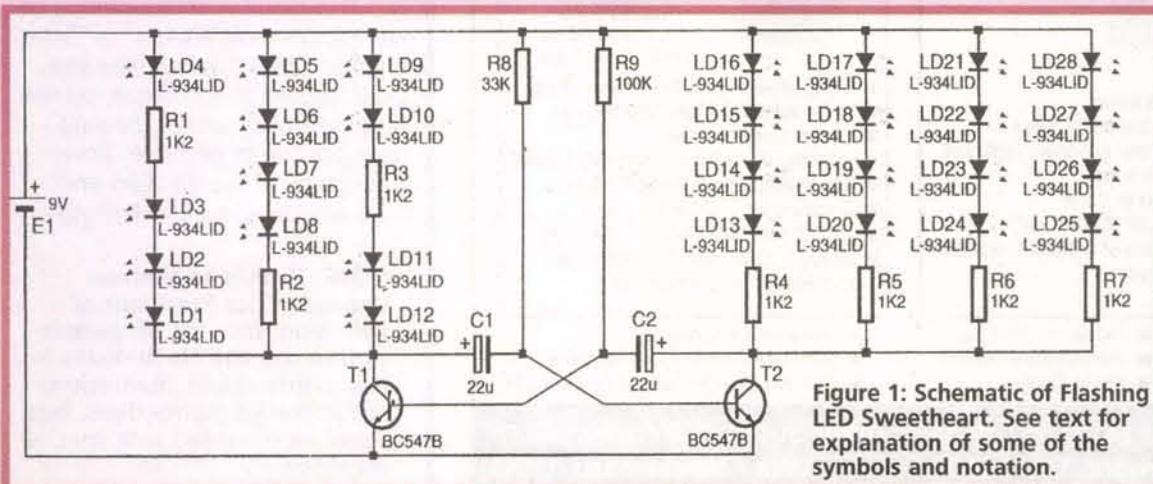 LD4
L-934LID
R1
1K2
LD3
L-934LID
LD2
L-934LID
LD1
L-934LID
+
9V
E1
LD5
L-934LID
LD6
L-934LID
LD7
L-934LID
LD8
L-934LID
R2
1K2
LD9
L-934LID
LD10
L-934LID
R3
1K2
LD11
L-934LID
LD12
L-934LID
R8
33K
R9
100K
C1
+
22u
C2
+
22u
T1
BC547B
T2
BC547B
LD16
L-934LID
LD15
L-934LID
LD14
L-934LID
LD13
L-934LID
R4
1K2
LD17
L-934LID
LD18
L-934LID
LD19
L-934LID
LD20
L-934LID
R5
1K2
LD21
L-934LID
LD22
L-934LID
LD23
L-934LID
LD24
L-934LID
R6
1K2
LD28
L-934LID
LD27
L-934LID
LD26
L-934LID
LD25
L-934LID
R7
1K2
Figure 1: Schematic of Flashing
LED Sweetheart. See text for
explanation of some of the
symbols and notation.